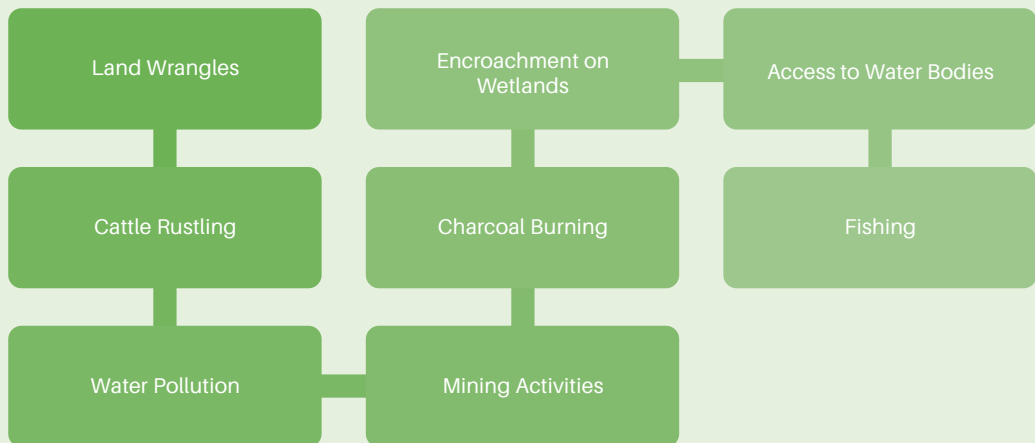 Land Wrangles
Cattle Rustling
Water Pollution
Mining Activities
Charcoal Burning
Encroachment on
Wetlands
Access to Water Bodies
Fishing